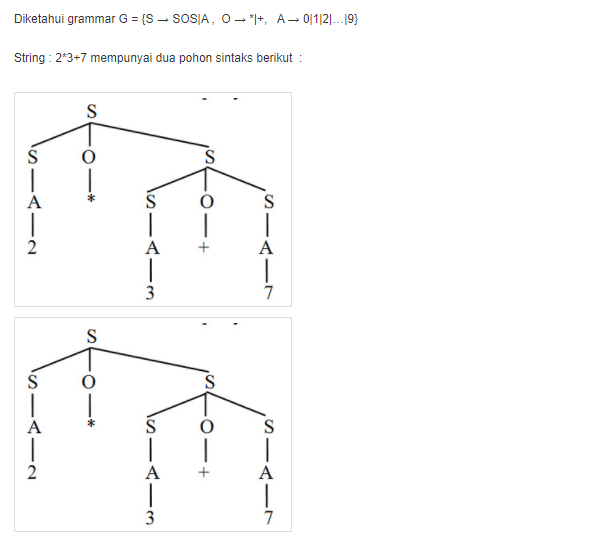 Diketahui grammar G = {S → SOS|A, O → *|+, A → 0|1|2|...|9}
String : 2*3+7 mempunyai dua pohon sintaks berikut :
S
S O S
A * S O S
2 A + A
3 7
S
S O S
A * S O S
2 A + A
3 7